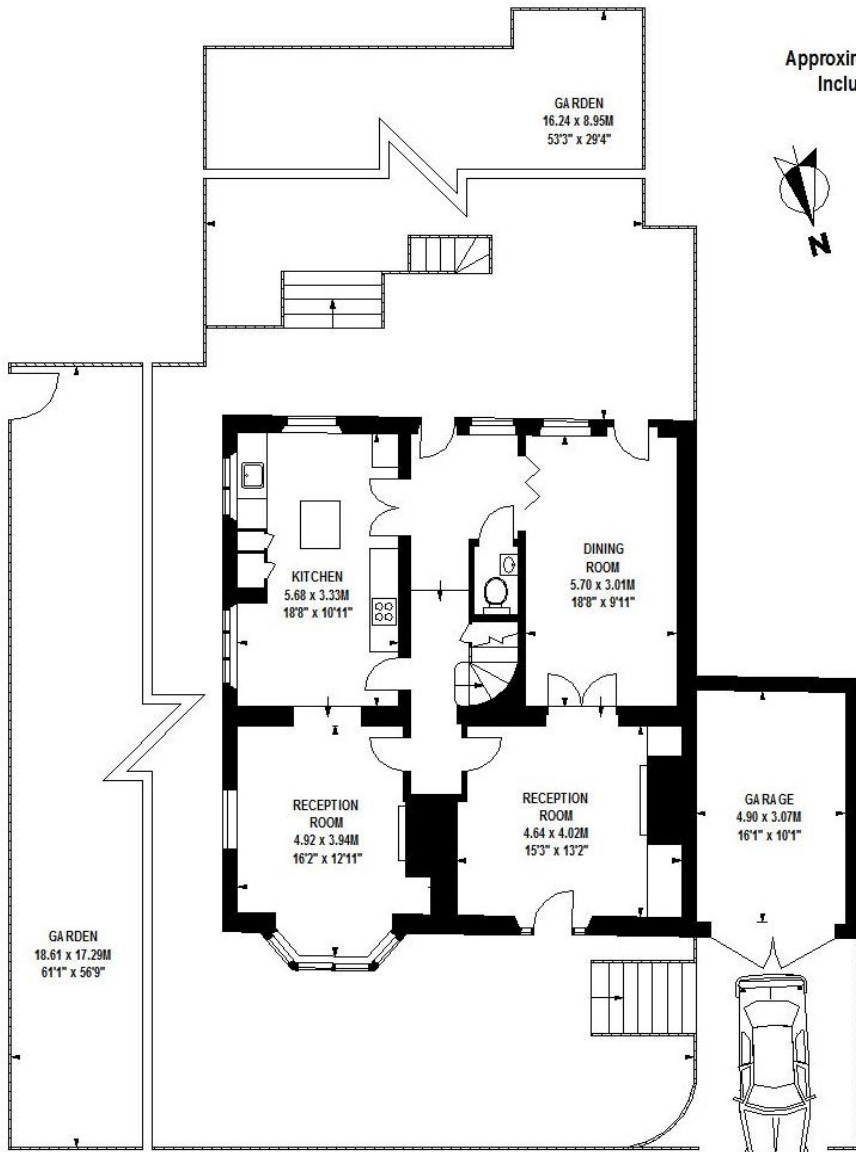 Approxin
Inclu
GARDEN
16.24 x 8.95M
53'3" x 29'4"
N
KITCHEN
5.68 x 3.33M
18'8" x 10'11"
DINING
ROOM
5.70 x 3.01M
18'8" x 9'11"
RECEPTION
ROOM
4.92 x 3.94M
16'2" x 12'11"
RECEPTION
ROOM
4.64 x 4.02M
15'3" x 13'2"
GARAGE
4.90 x 3.07M
16'1" x 10'1"
GARDEN
18.61 x 17.29M
61'1" x 56'9"